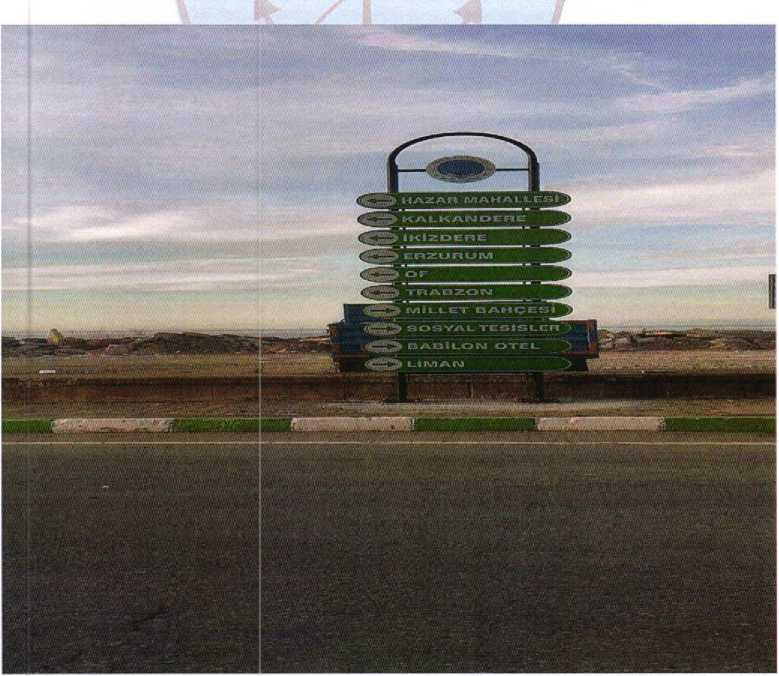 HAZAR MAHALLESİ
KALKANDERE
İKİZDERE
ERZURUM
OF
TRABZON
MİLLET BAHÇESİ
SOSYAL TESİSLER
BABİLON OTEL
LİMAN